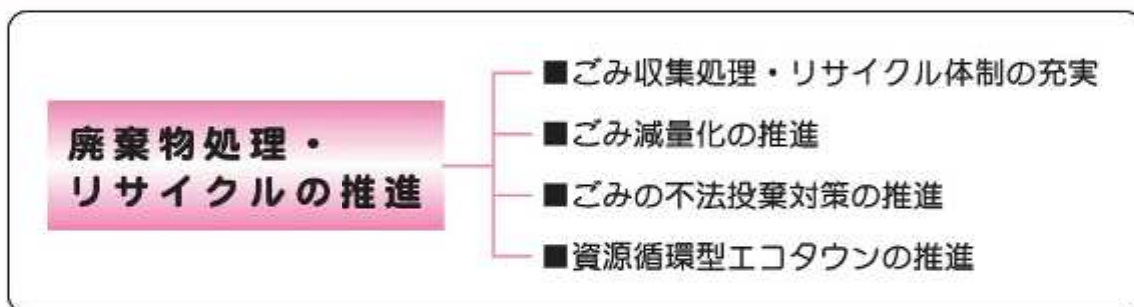 廃棄物処理・
リサイクルの推進
■ごみ収集処理・リサイクル体制の充実
■ごみ減量化の推進
■ごみの不法投棄対策の推進
■資源循環型エコタウンの推進